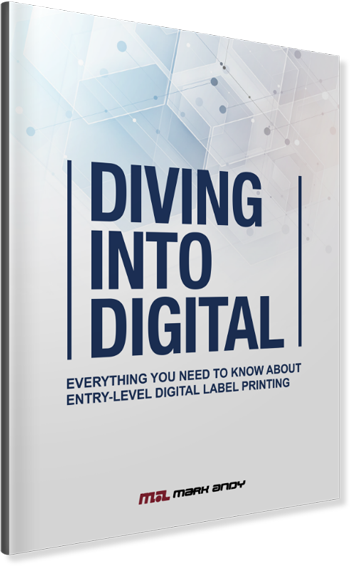 DIVING
INTO
DIGITAL
EVERYTHING YOU NEED TO KNOW ABOUT
ENTRY-LEVEL DIGITAL LABEL PRINTING
MARK ANDY